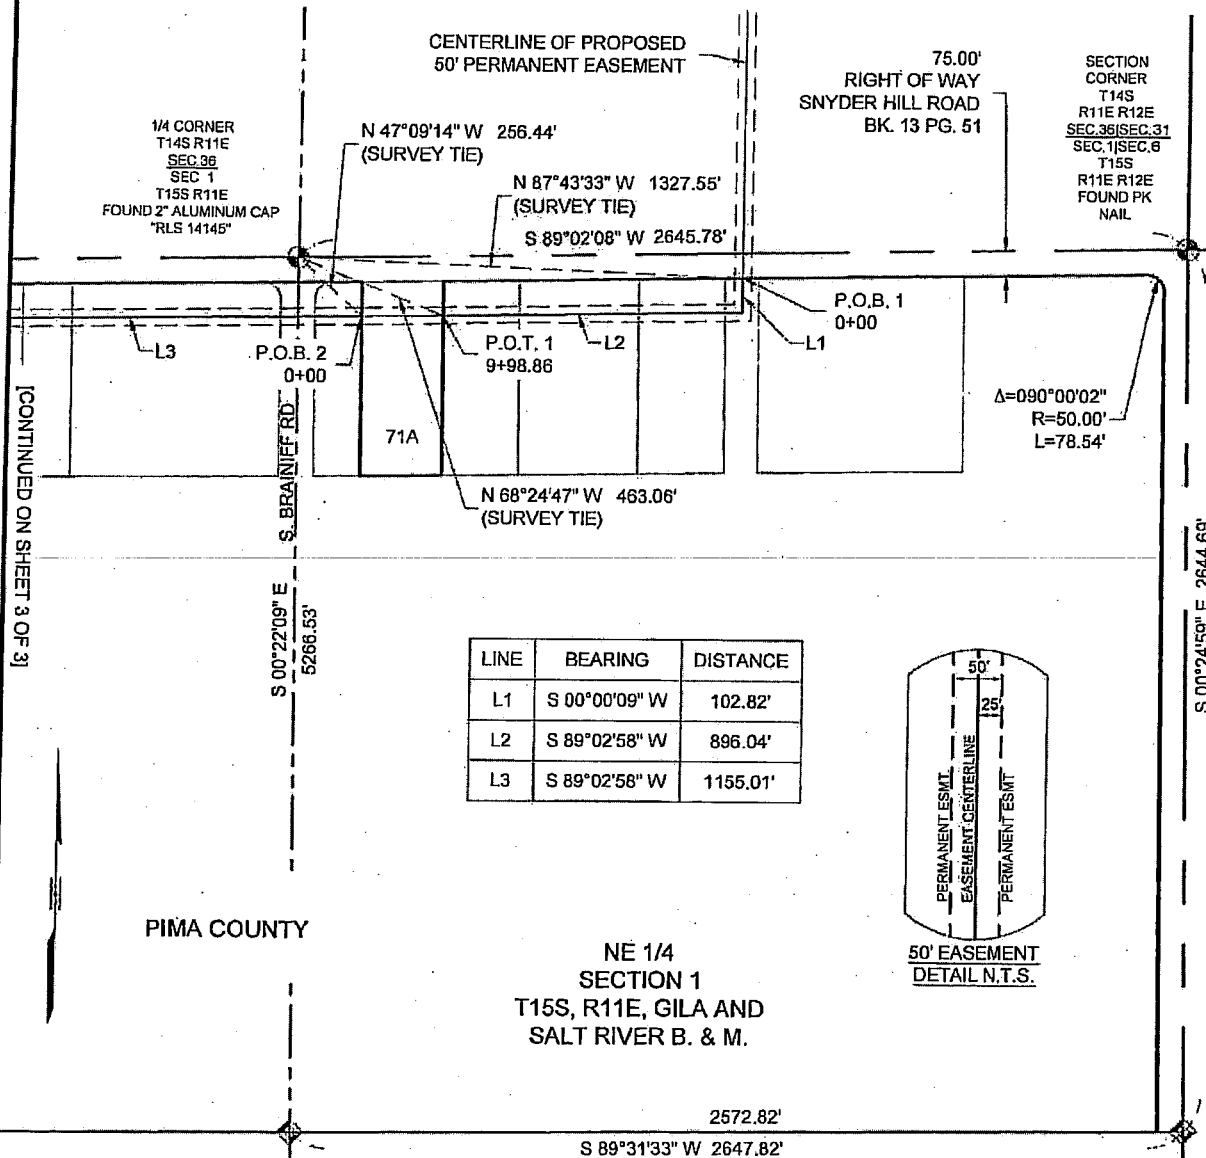 CENTERLINE OF PROPOSED
50' PERMANENT EASEMENT
75.00'
RIGHT OF WAY
SNYDER HILL ROAD
BK. 13 PG. 51
SECTION
CORNER
T14S
R11E R12E
SEC.36|SEC.31
SEC.1|SEC.6
T15S
R11E R12E
FOUND PK
NAIL
1/4 CORNER
T14S R11E
SEC.36
SEC 1
T15S R11E
FOUND 2" ALUMINUM CAP
"RLS 14145"
N 47°09'14" W 256.44'
(SURVEY TIE)
N 87°43'33" W 1327.55'
(SURVEY TIE)
S 89°02'08" W 2645.78'
P.O.B. 1
0+00
L3
P.O.B. 2
0+00
P.O.T. 1
9+98.86
L2
L1
Δ=090°00'02"
R=50.00'
L=78.54'
71A
N 68°24'47" W 463.06'
(SURVEY TIE)
[CONTINUED ON SHEET 3 OF 3]
S. BRAINIFF RD
S 00°22'09" E
5266.53'
S 00°24'59" E 2644.69'
LINE BEARING DISTANCE
L1 S 00°00'09" W 102.82'
L2 S 89°02'58" W 896.04'
L3 S 89°02'58" W 1155.01'
50'
25'
PERMANENT ESMT.
EASEMENT CENTERLINE
PERMANENT ESMT
50' EASEMENT
DETAIL N.T.S.
PIMA COUNTY
NE 1/4
SECTION 1
T15S, R11E, GILA AND
SALT RIVER B. & M.
2572.82'
S 89°31'33" W 2647.82'